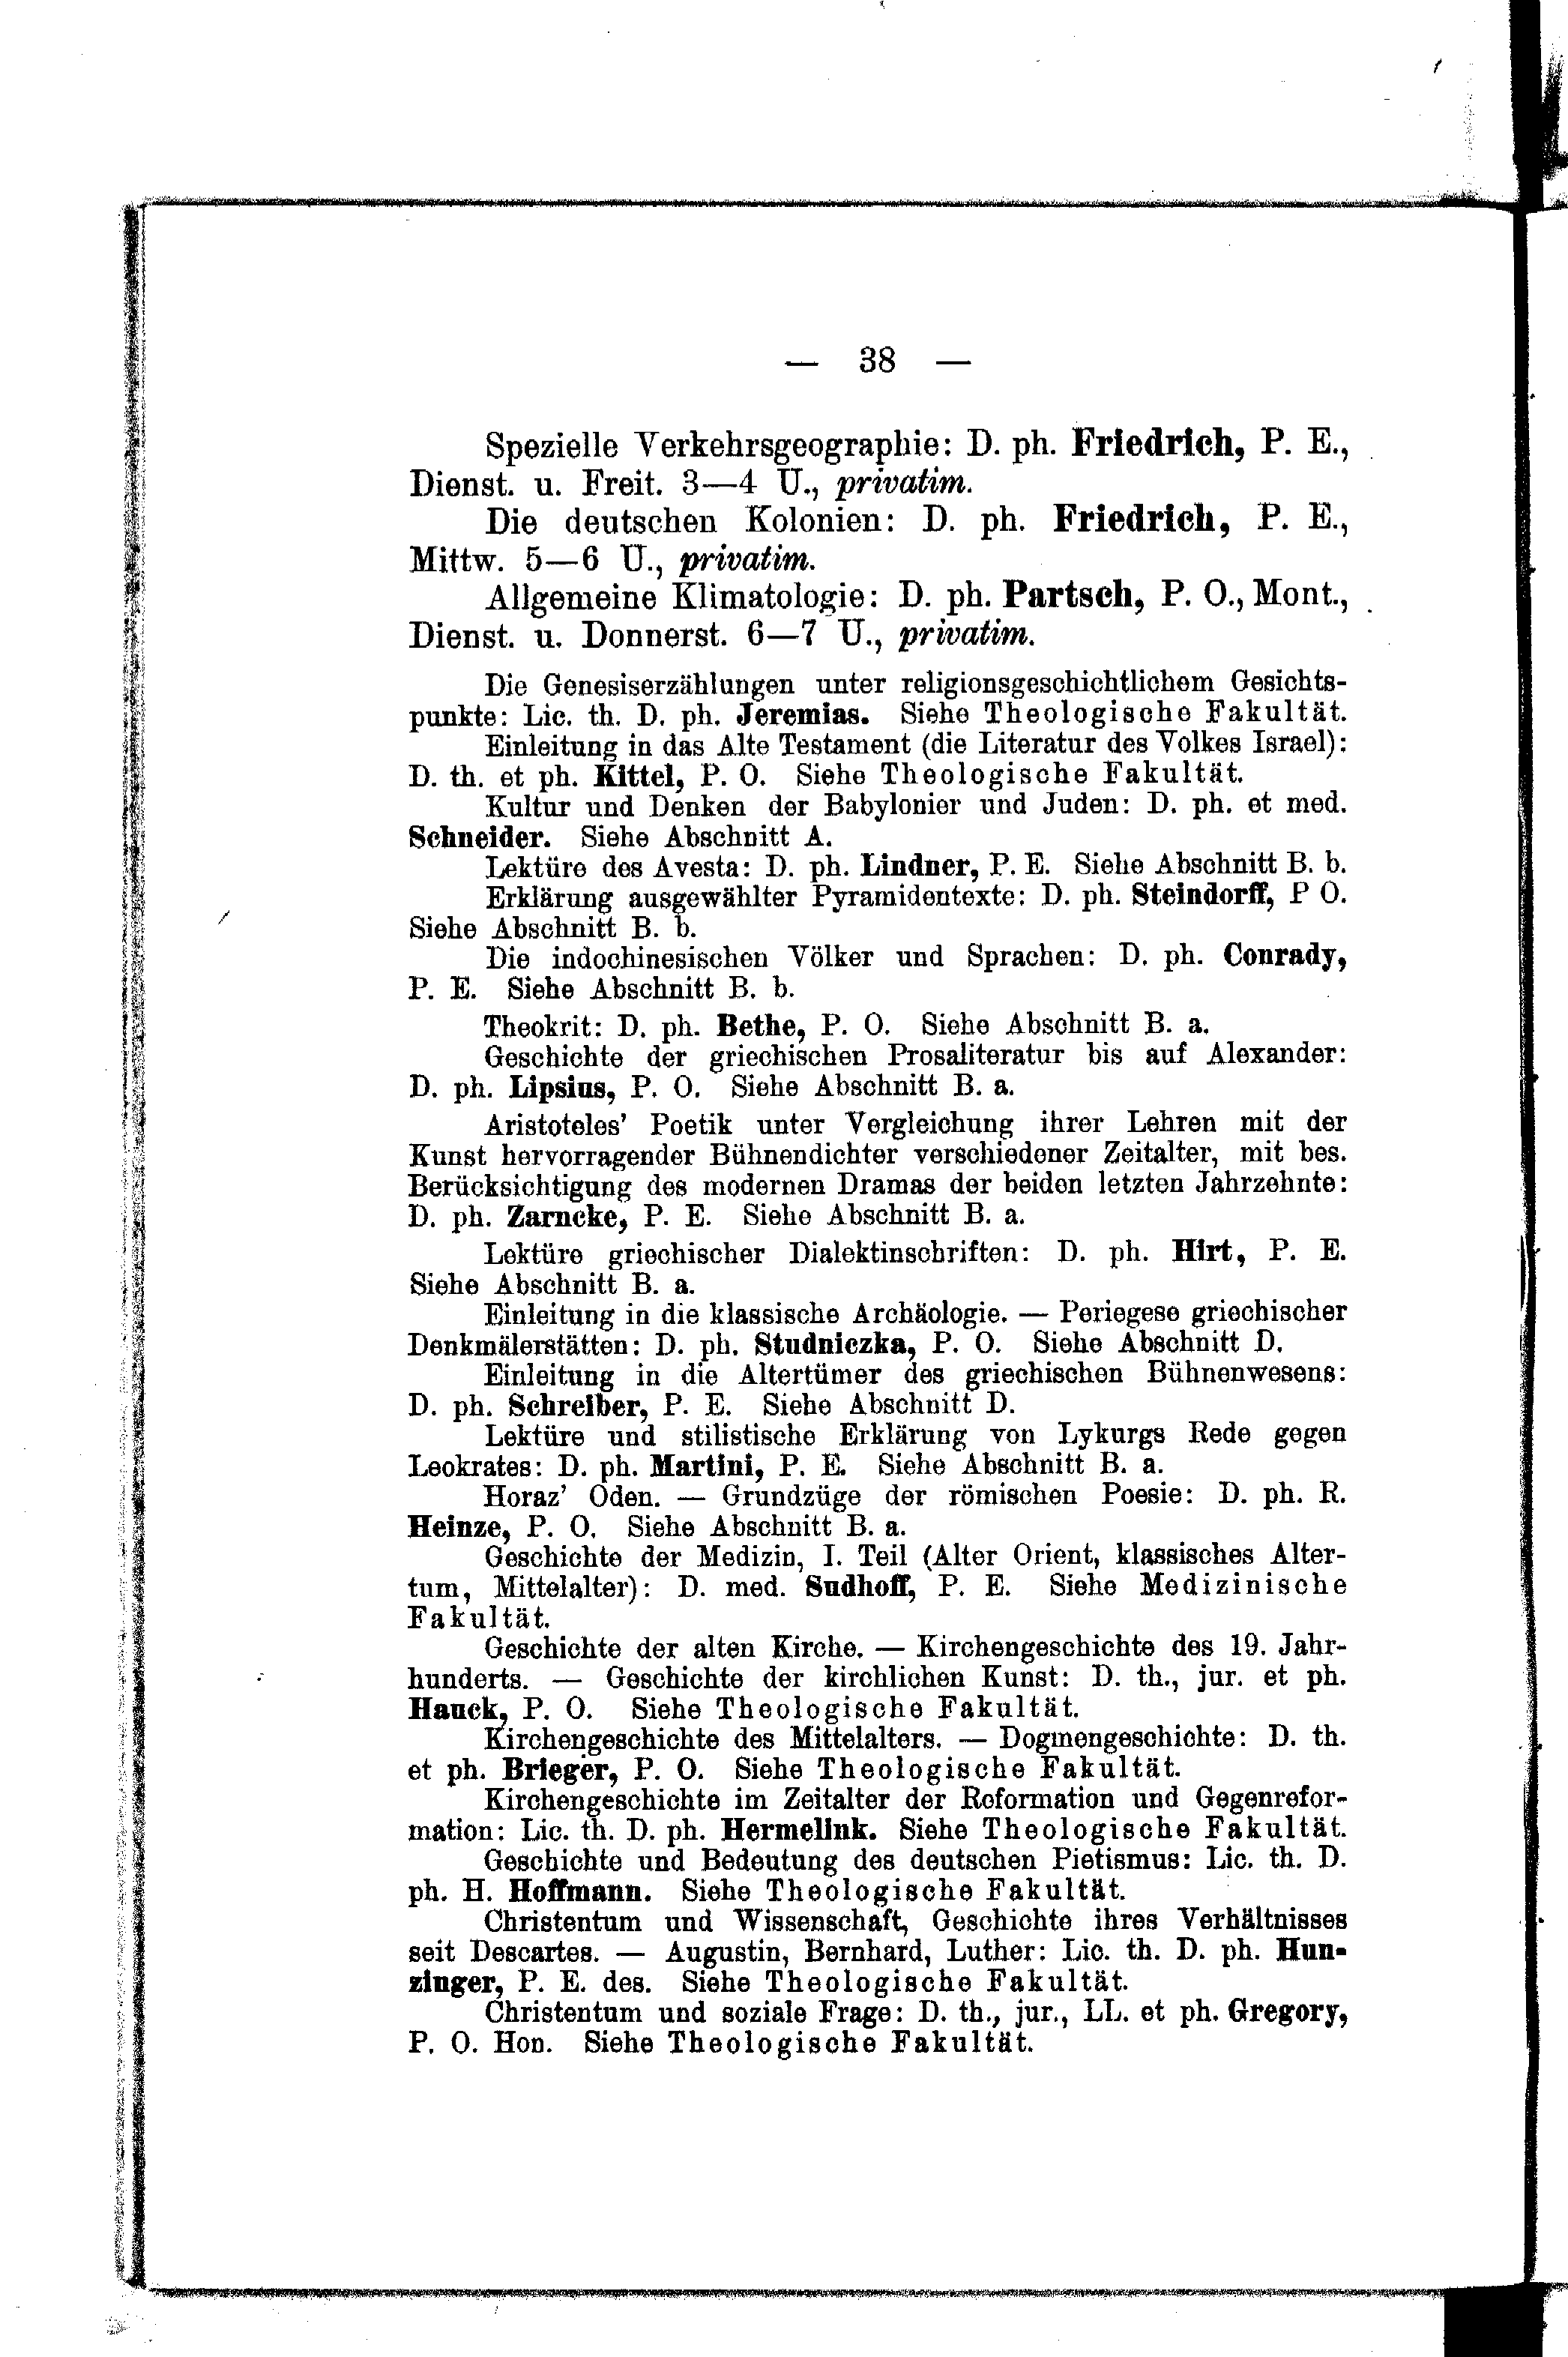 — 38 —
Spezielle Verkehrsgeographie: D. ph. Friedrich, P. E.,
Dienst. u. Freit. 3—4 U., privatim.
Die deutschen Kolonien: D. ph. Friedrich, P. E.,
Mittw. 5—6 U., privatim.
Allgemeine Klimatologie: D. ph. Partsch, P. O., Mont.,
Dienst. u. Donnerst. 6—7 U., privatim.
Die Genesiserzählungen unter religionsgeschichtlichem Gesichts-
punkte: Lic. th. D. ph. Jeremias. Siehe Theologische Fakultät.
Einleitung in das Alte Testament (die Literatur des Volkes Israel):
D. th. et ph. Kittel, P. O. Siehe Theologische Fakultät.
Kultur und Denken der Babylonier und Juden: D. ph. et med.
Schneider. Siehe Abschnitt A.
Lektüre des Avesta: D. ph. Lindner, P. E. Siehe Abschnitt B. b.
Erklärung ausgewählter Pyramidentexte: D. ph. Steindorff, P O.
Siehe Abschnitt B. b.
Die indochinesischen Völker und Sprachen: D. ph. Conrady,
P. E. Siehe Abschnitt B. b.
Theokrit: D. ph. Bethe, P. O. Siehe Abschnitt B. a.
Geschichte der griechischen Prosaliteratur bis auf Alexander:
D. ph. Lipsius, P. O. Siehe Abschnitt B. a.
Aristoteles' Poetik unter Vergleichung ihrer Lehren mit der
Kunst hervorragender Bühnendichter verschiedener Zeitalter, mit bes.
Berücksichtigung des modernen Dramas der beiden letzten Jahrzehnte:
D. ph. Zarncke, P. E. Siehe Abschnitt B. a.
Lektüre griechischer Dialektinschriften: D. ph. Hirt, P. E.
Siehe Abschnitt B. a.
Einleitung in die klassische Archäologie. — Periegese griechischer
Denkmälerstätten: D. ph. Studniczka, P. O. Siehe Abschnitt D.
Einleitung in die Altertümer des griechischen Bühnenwesens:
D. ph. Schreiber, P. E. Siehe Abschnitt D.
Lektüre und stilistische Erklärung von Lykurgs Rede gegen
Leokrates: D. ph. Martini, P. E. Siehe Abschnitt B. a.
Horaz' Oden. — Grundzüge der römischen Poesie: D. ph. R.
Heinze, P. O. Siehe Abschnitt B. a.
Geschichte der Medizin, I. Teil (Alter Orient, klassisches Alter-
tum, Mittelalter): D. med. Sudhoff, P. E. Siehe Medizinische
Fakultät.
Geschichte der alten Kirche. — Kirchengeschichte des 19. Jahr-
hunderts. — Geschichte der kirchlichen Kunst: D. th., jur. et ph.
Hauck, P. O. Siehe Theologische Fakultät.
Kirchengeschichte des Mittelalters. — Dogmengeschichte: D. th.
et ph. Brieger, P. O. Siehe Theologische Fakultät.
Kirchengeschichte im Zeitalter der Reformation und Gegenrefor-
mation: Lic. th. D. ph. Hermelink. Siehe Theologische Fakultät.
Geschichte und Bedeutung des deutschen Pietismus: Lic. th. D.
ph. H. Hoffmann. Siehe Theologische Fakultät.
Christentum und Wissenschaft, Geschichte ihres Verhältnisses
seit Descartes. — Augustin, Bernhard, Luther: Lic. th. D. ph. Hun-
zinger, P. E. des. Siehe Theologische Fakultät.
Christentum und soziale Frage: D. th., jur., LL. et ph. Gregory,
P. O. Hon. Siehe Theologische Fakultät.